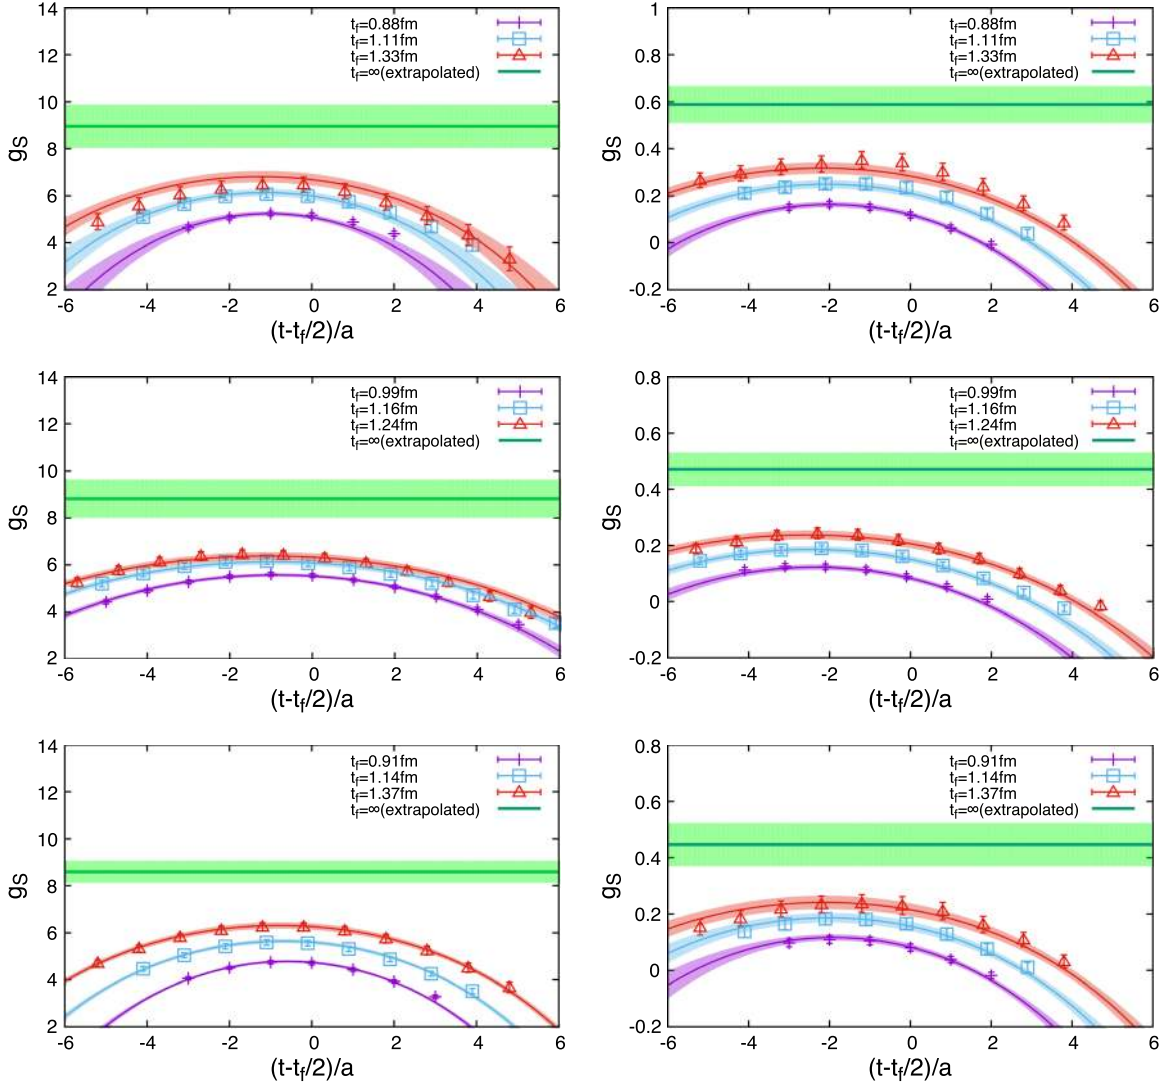 14
12
10
8
6
4
2
gS
-6 -4 -2 0 2 4 6
(t-tf/2)/a
tf=0.88fm
tf=1.11fm
tf=1.33fm
tf=∞(extrapolated)
1
0.8
0.6
0.4
0.2
0
-0.2
gS
-6 -4 -2 0 2 4 6
(t-tf/2)/a
tf=0.88fm
tf=1.11fm
tf=1.33fm
tf=∞(extrapolated)
14
12
10
8
6
4
2
gS
-6 -4 -2 0 2 4 6
(t-tf/2)/a
tf=0.99fm
tf=1.16fm
tf=1.24fm
tf=∞(extrapolated)
0.8
0.6
0.4
0.2
0
-0.2
gS
-6 -4 -2 0 2 4 6
(t-tf/2)/a
tf=0.99fm
tf=1.16fm
tf=1.24fm
tf=∞(extrapolated)
14
12
10
8
6
4
2
gS
-6 -4 -2 0 2 4 6
(t-tf/2)/a
tf=0.91fm
tf=1.14fm
tf=1.37fm
tf=∞(extrapolated)
0.8
0.6
0.4
0.2
0
-0.2
gS
-6 -4 -2 0 2 4 6
(t-tf/2)/a
tf=0.91fm
tf=1.14fm
tf=1.37fm
tf=∞(extrapolated)